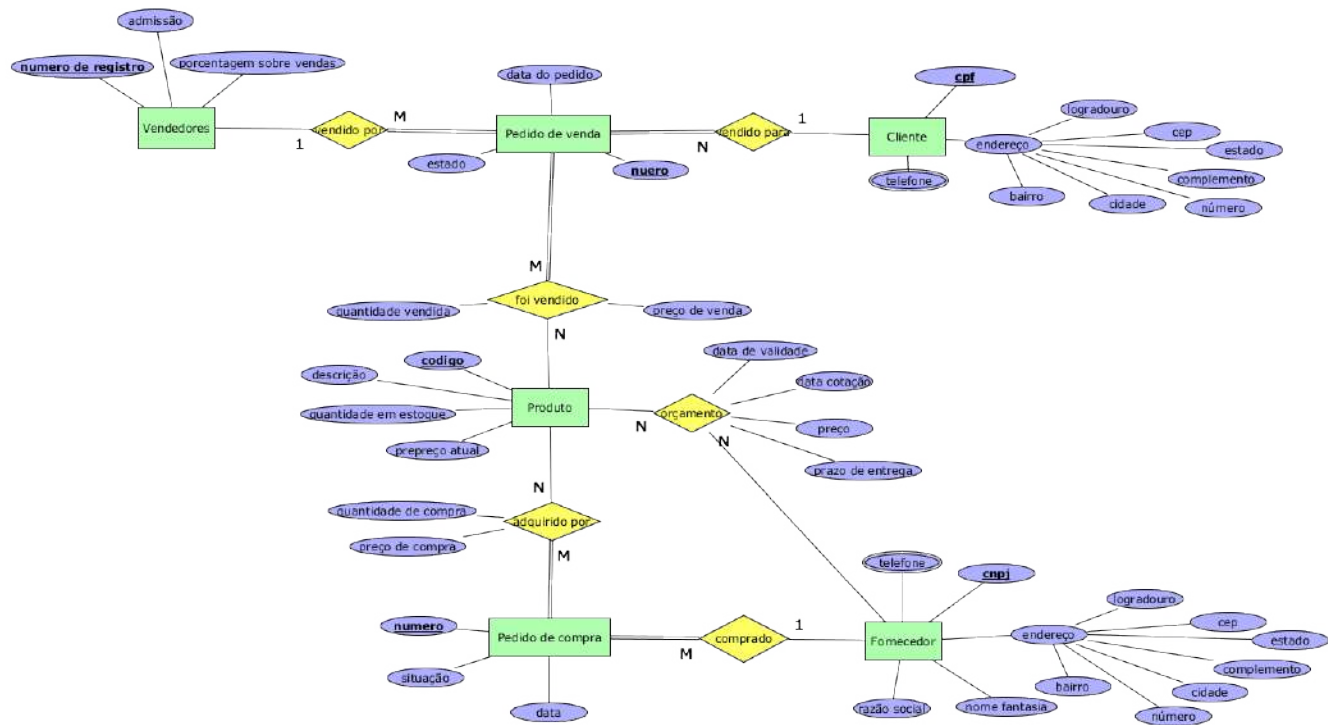 admissão
numero de registro
porcentagem sobre vendas
Vendedores
1
vendido por
M
data do pedido
Pedido de venda
estado
nuero
N
vendido para
1
cpf
Cliente
telefone
endereço
logradouro
cep
estado
complemento
número
cidade
bairro
M
foi vendido
quantidade vendida
preço de venda
N
codigo
descrição
quantidade em estoque
prepreço atual
Produto
N
orçamento
N
data de validade
data cotação
preço
prazo de entrega
N
quantidade de compra
adquirido por
preço de compra
M
numero
Pedido de compra
situação
data
M
comprado
1
telefone
cnpj
Fornecedor
razão social
nome fantasia
endereço
logradouro
cep
estado
complemento
cidade
número
bairro